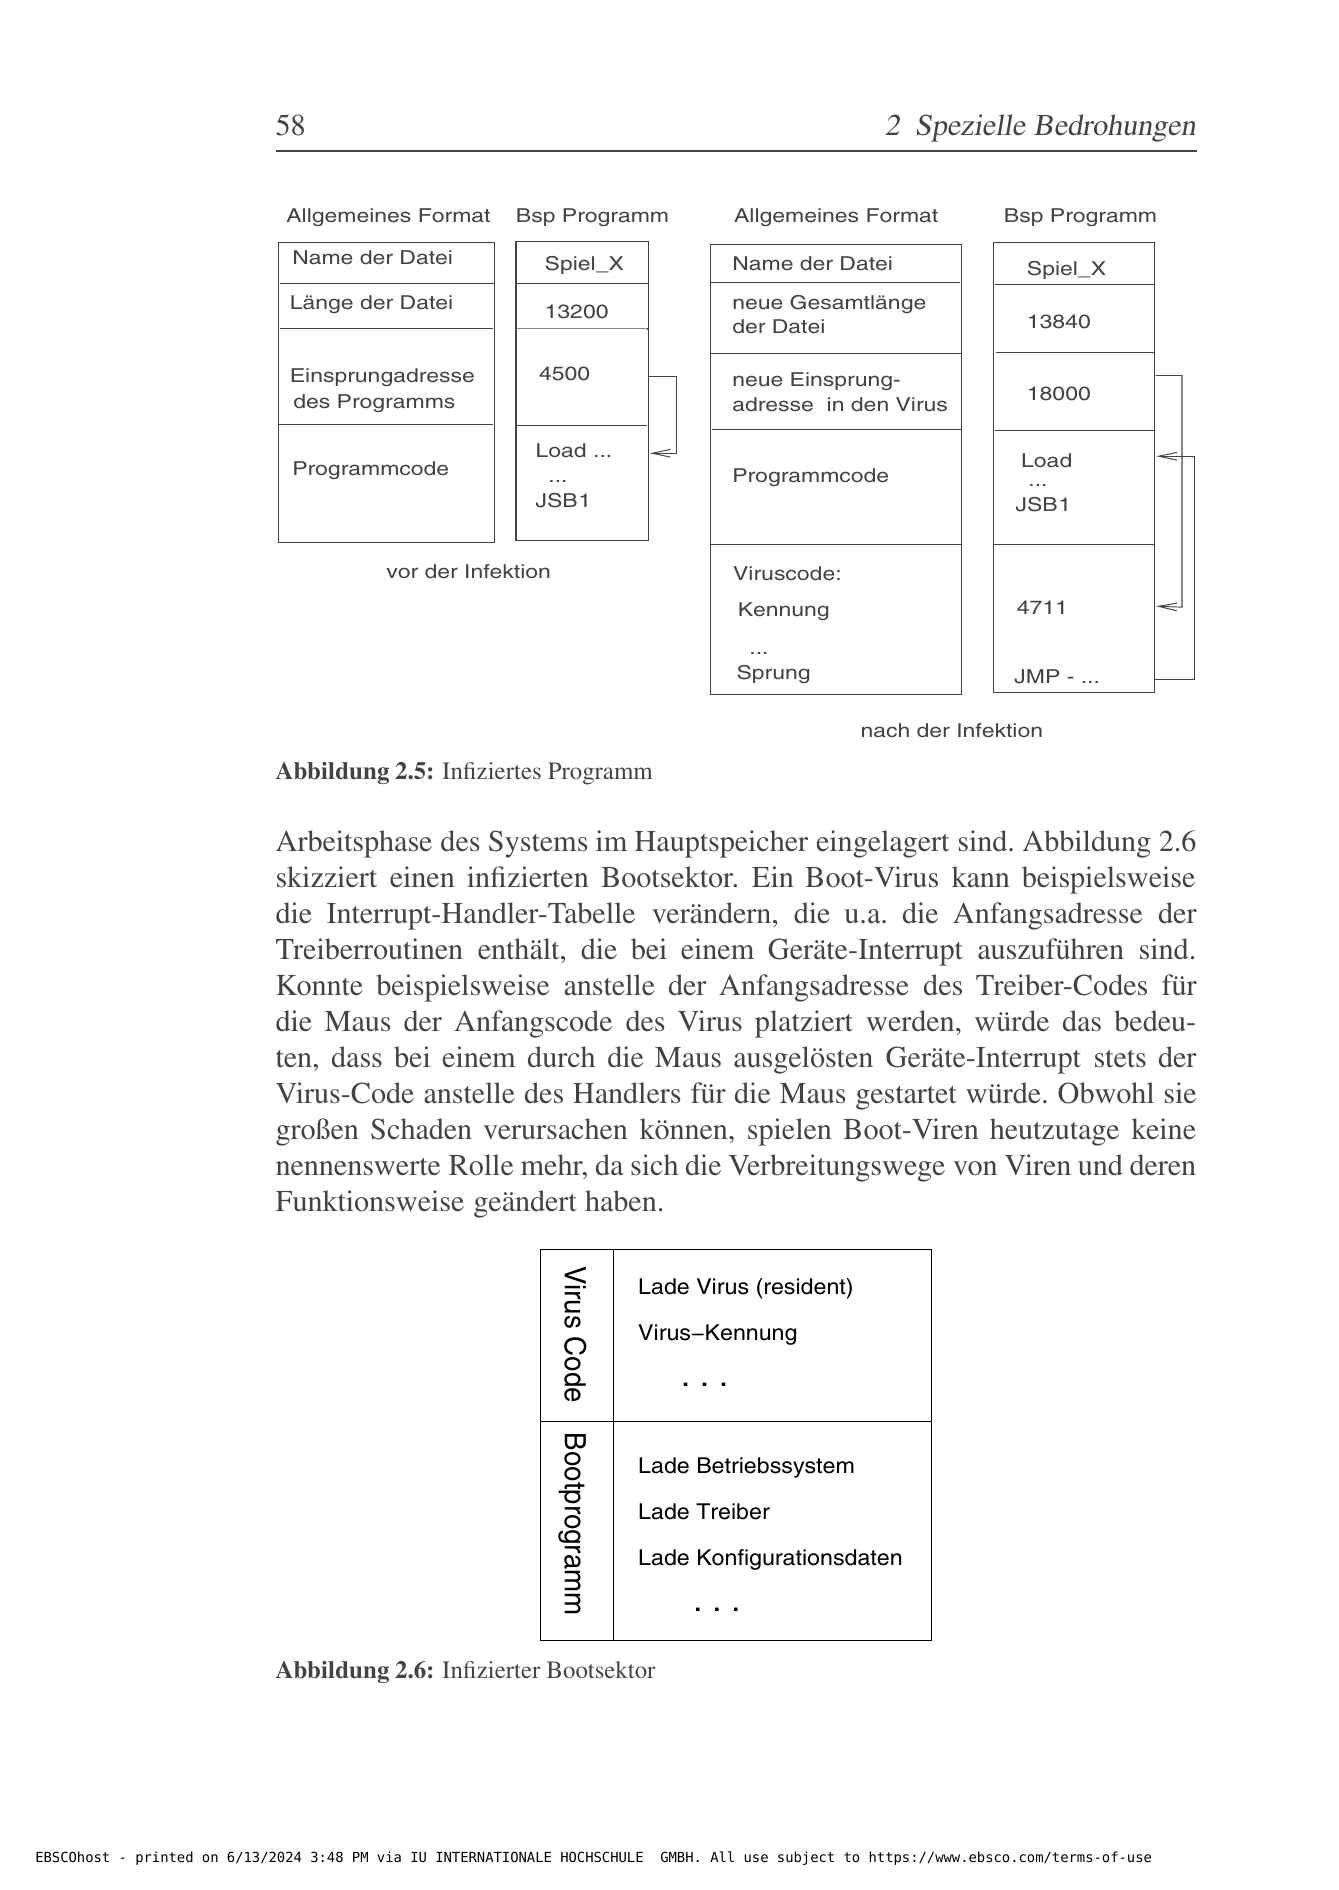 58
2 Spezielle Bedrohungen
Allgemeines Format
Bsp Programm
Name der Datei
Spiel_X
Länge der Datei
13200
Einsprungadresse
des Programms
4500
Programmcode
Load ...
...
JSB1
vor der Infektion
Allgemeines Format
Bsp Programm
Name der Datei
Spiel_X
neue Gesamtlänge
der Datei
13840
neue Einsprung-
adresse in den Virus
18000
Programmcode
Load
...
JSB1
Viruscode:
Kennung
...
Sprung
4711
JMP - ...
nach der Infektion
Abbildung 2.5: Infiziertes Programm
Arbeitsphase des Systems im Hauptspeicher eingelagert sind. Abbildung 2.6
skizziert einen infizierten Bootsektor. Ein Boot-Virus kann beispielsweise
die Interrupt-Handler-Tabelle verändern, die u.a. die Anfangsadresse der
Treiberroutinen enthält, die bei einem Geräte-Interrupt auszuführen sind.
Konnte beispielsweise anstelle der Anfangsadresse des Treiber-Codes für
die Maus der Anfangscode des Virus platziert werden, würde das bedeu-
ten, dass bei einem durch die Maus ausgelösten Geräte-Interrupt stets der
Virus-Code anstelle des Handlers für die Maus gestartet würde. Obwohl sie
großen Schaden verursachen können, spielen Boot-Viren heutzutage keine
nennenswerte Rolle mehr, da sich die Verbreitungswege von Viren und deren
Funktionsweise geändert haben.
Virus Code
Lade Virus (resident)
Virus–Kennung
. . .
Bootprogramm
Lade Betriebssystem
Lade Treiber
Lade Konfigurationsdaten
. . .
Abbildung 2.6: Infizierter Bootsektor
EBSCOhost - printed on 6/13/2024 3:48 PM via IU INTERNATIONALE HOCHSCHULE GMBH. All use subject to https://www.ebsco.com/terms-of-use